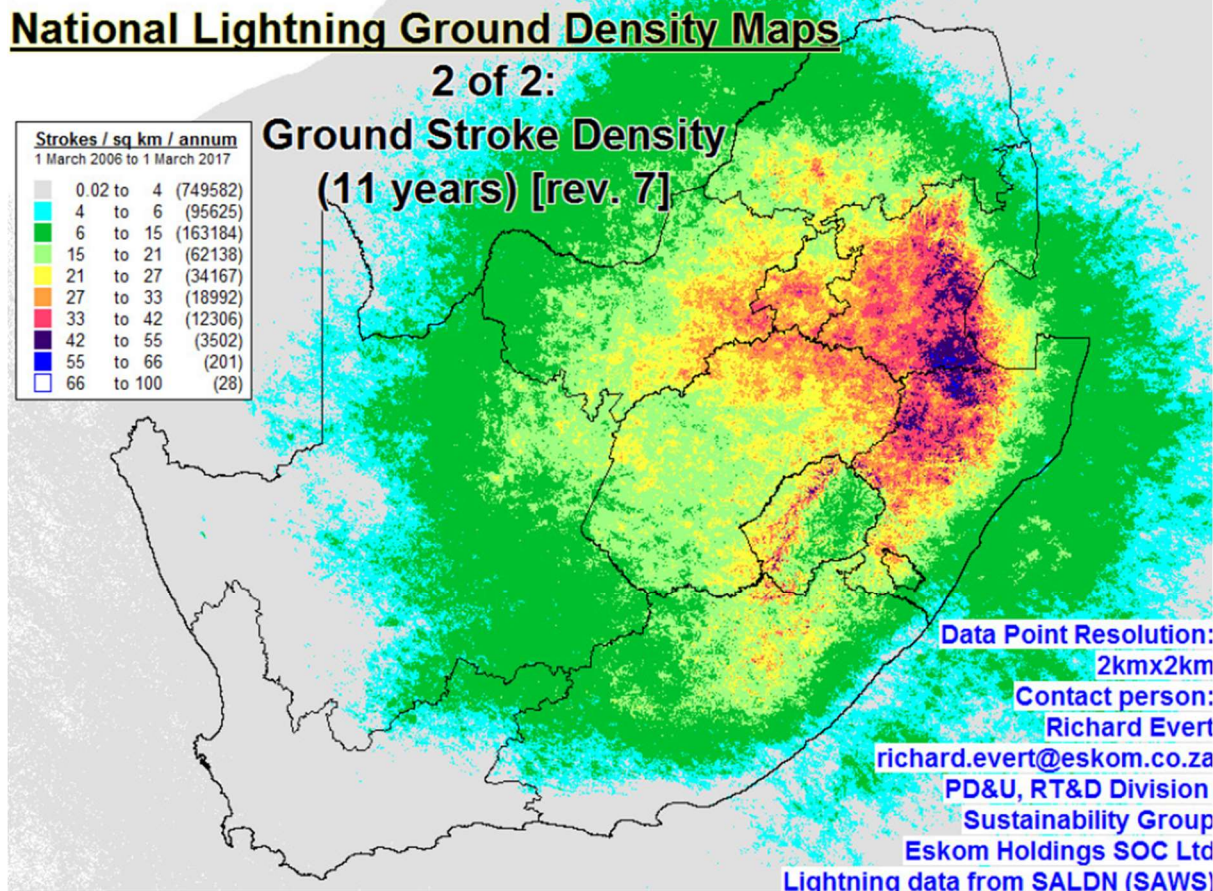 National Lightning Ground Density Maps
2 of 2:
Ground Stroke Density
(11 years) [rev. 7]
Strokes / sq km / annum
1 March 2006 to 1 March 2017
0.02 to 4 (749582)
4 to 6 (95625)
6 to 15 (163184)
15 to 21 (62138)
21 to 27 (34167)
27 to 33 (18992)
33 to 42 (12306)
42 to 55 (3502)
55 to 66 (201)
66 to 100 (28)
Data Point Resolution:
2kmx2km
Contact person:
Richard Evert
richard.evert@eskom.co.za
PD&U, RT&D Division
Sustainability Group
Eskom Holdings SOC Ltd
Lightning data from SALDN (SAWS)